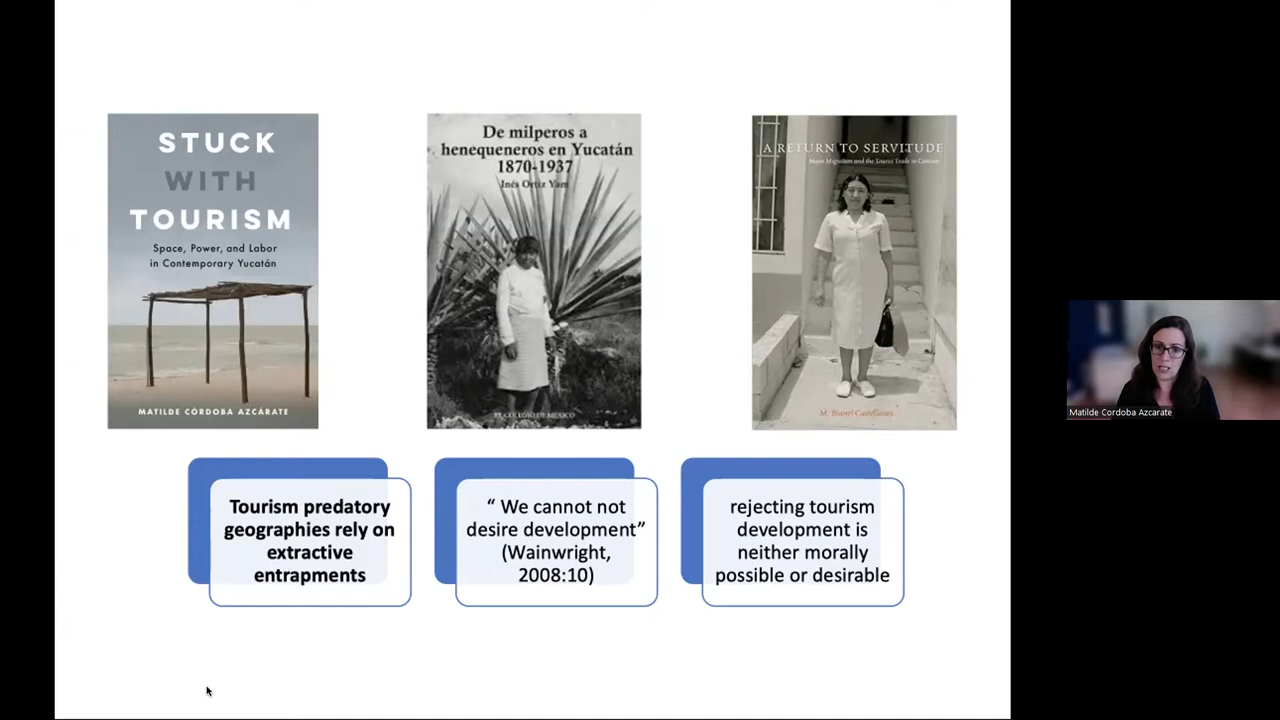 STUCK
WITH
TOURISM
Space, Power, and Labor
in Contemporary Yucatán
MATILDE CÓRDOBA AZCÁRATE
De milperos a
henequeneros en Yucatán
1870-1937
Inés Ortiz Yam
EL COLEGIO DE MÉXICO
A RETURN TO SERVITUDE
Maya Migration and the Tourist Trade in Cancún
M. Bianet Castellanos
Tourism predatory
geographies rely on
extractive
entrapments
“ We cannot not
desire development”
(Wainwright,
2008:10)
rejecting tourism
development is
neither morally
possible or desirable
Matilde Cordoba Azcarate